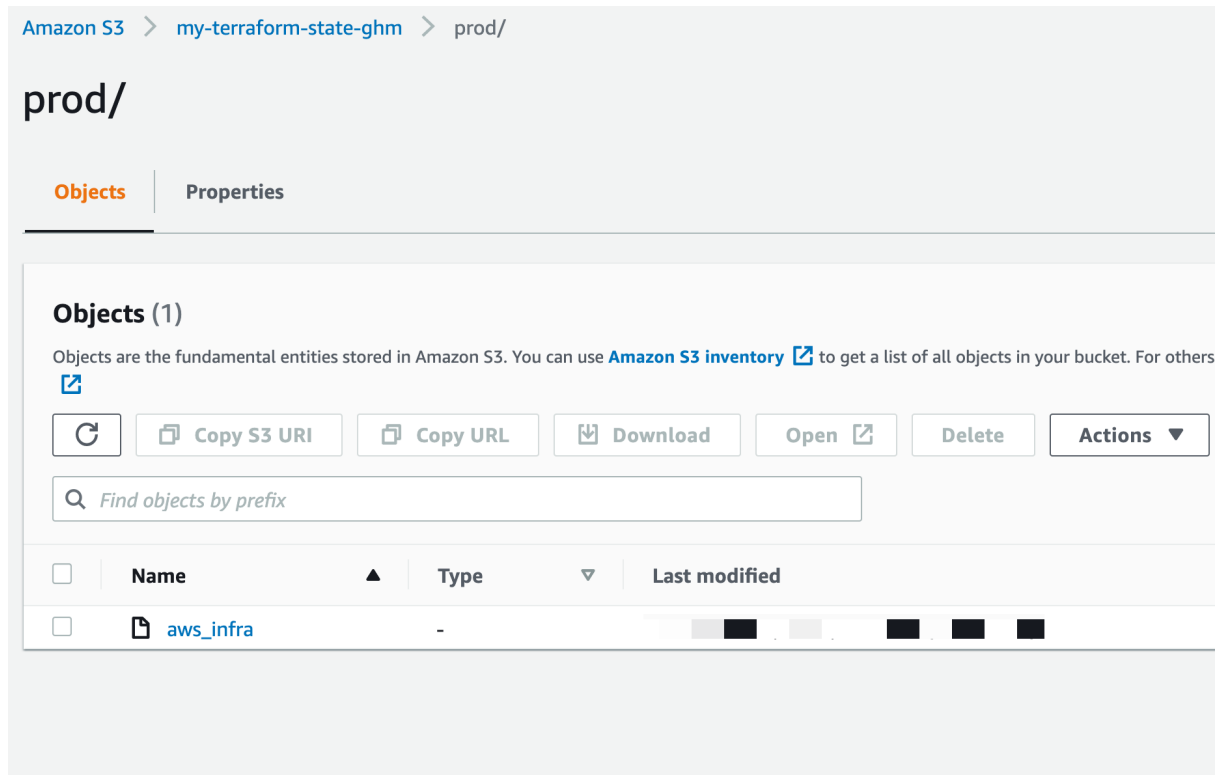 Amazon S3 > my-terraform-state-ghm > prod/
prod/
Objects Properties
Objects (1)
Objects are the fundamental entities stored in Amazon S3. You can use Amazon S3 inventory to get a list of all objects in your bucket. For others
Copy S3 URI Copy URL Download Open Delete Actions
Find objects by prefix
Name Type Last modified
aws_infra -